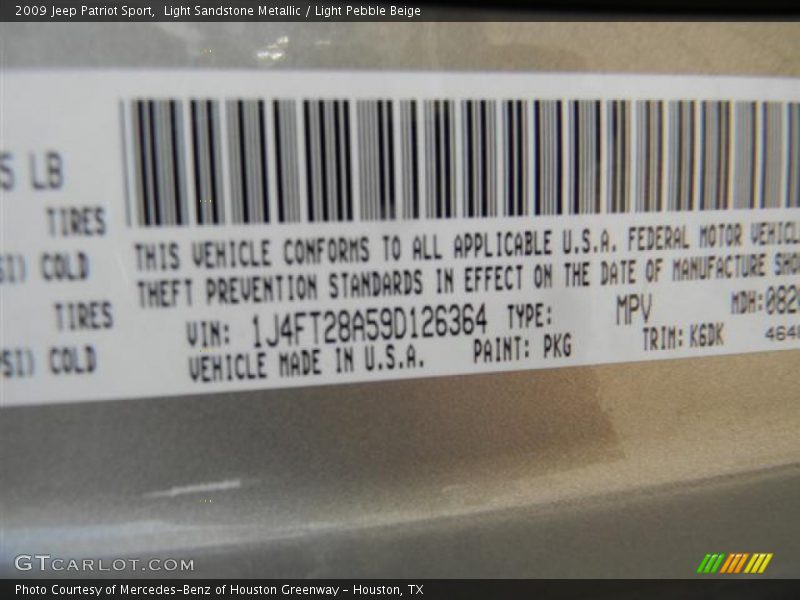 2009 Jeep Patriot Sport, Light Sandstone Metallic / Light Pebble Beige
5 LB
TIRES
SI) COLD
TIRES
PSI) COLD
THIS VEHICLE CONFORMS TO ALL APPLICABLE U.S.A. FEDERAL MOTOR VEHICL
THEFT PREVENTION STANDARDS IN EFFECT ON THE DATE OF MANUFACTURE SHO
VIN: 1J4FT28A59D126364 TYPE: MPV MDH: 082
VEHICLE MADE IN U.S.A. PAINT: PKG TRIM: K6DK 464
GTCARLOT.COM
Photo Courtesy of Mercedes-Benz of Houston Greenway - Houston, TX